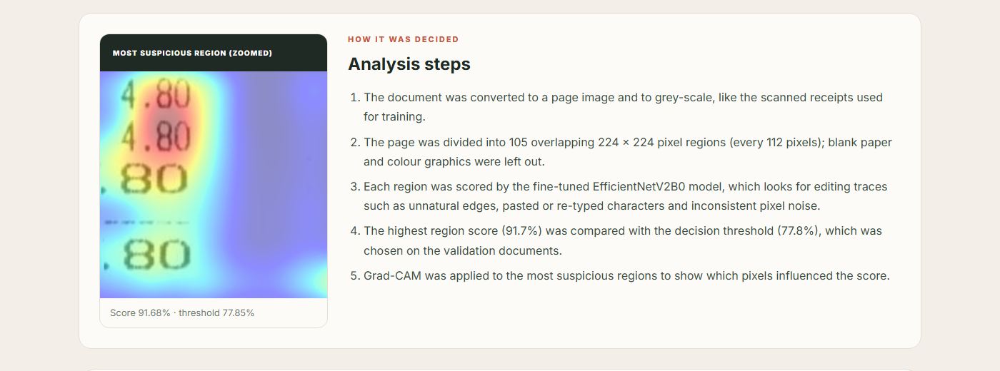 MOST SUSPICIOUS REGION (ZOOMED)
4.80
4.80
.80
.80
Score 91.68% · threshold 77.85%
HOW IT WAS DECIDED
Analysis steps
1. The document was converted to a page image and to grey-scale, like the scanned receipts used
for training.
2. The page was divided into 105 overlapping 224 × 224 pixel regions (every 112 pixels); blank paper
and colour graphics were left out.
3. Each region was scored by the fine-tuned EfficientNetV2B0 model, which looks for editing traces
such as unnatural edges, pasted or re-typed characters and inconsistent pixel noise.
4. The highest region score (91.7%) was compared with the decision threshold (77.8%), which was
chosen on the validation documents.
5. Grad-CAM was applied to the most suspicious regions to show which pixels influenced the score.